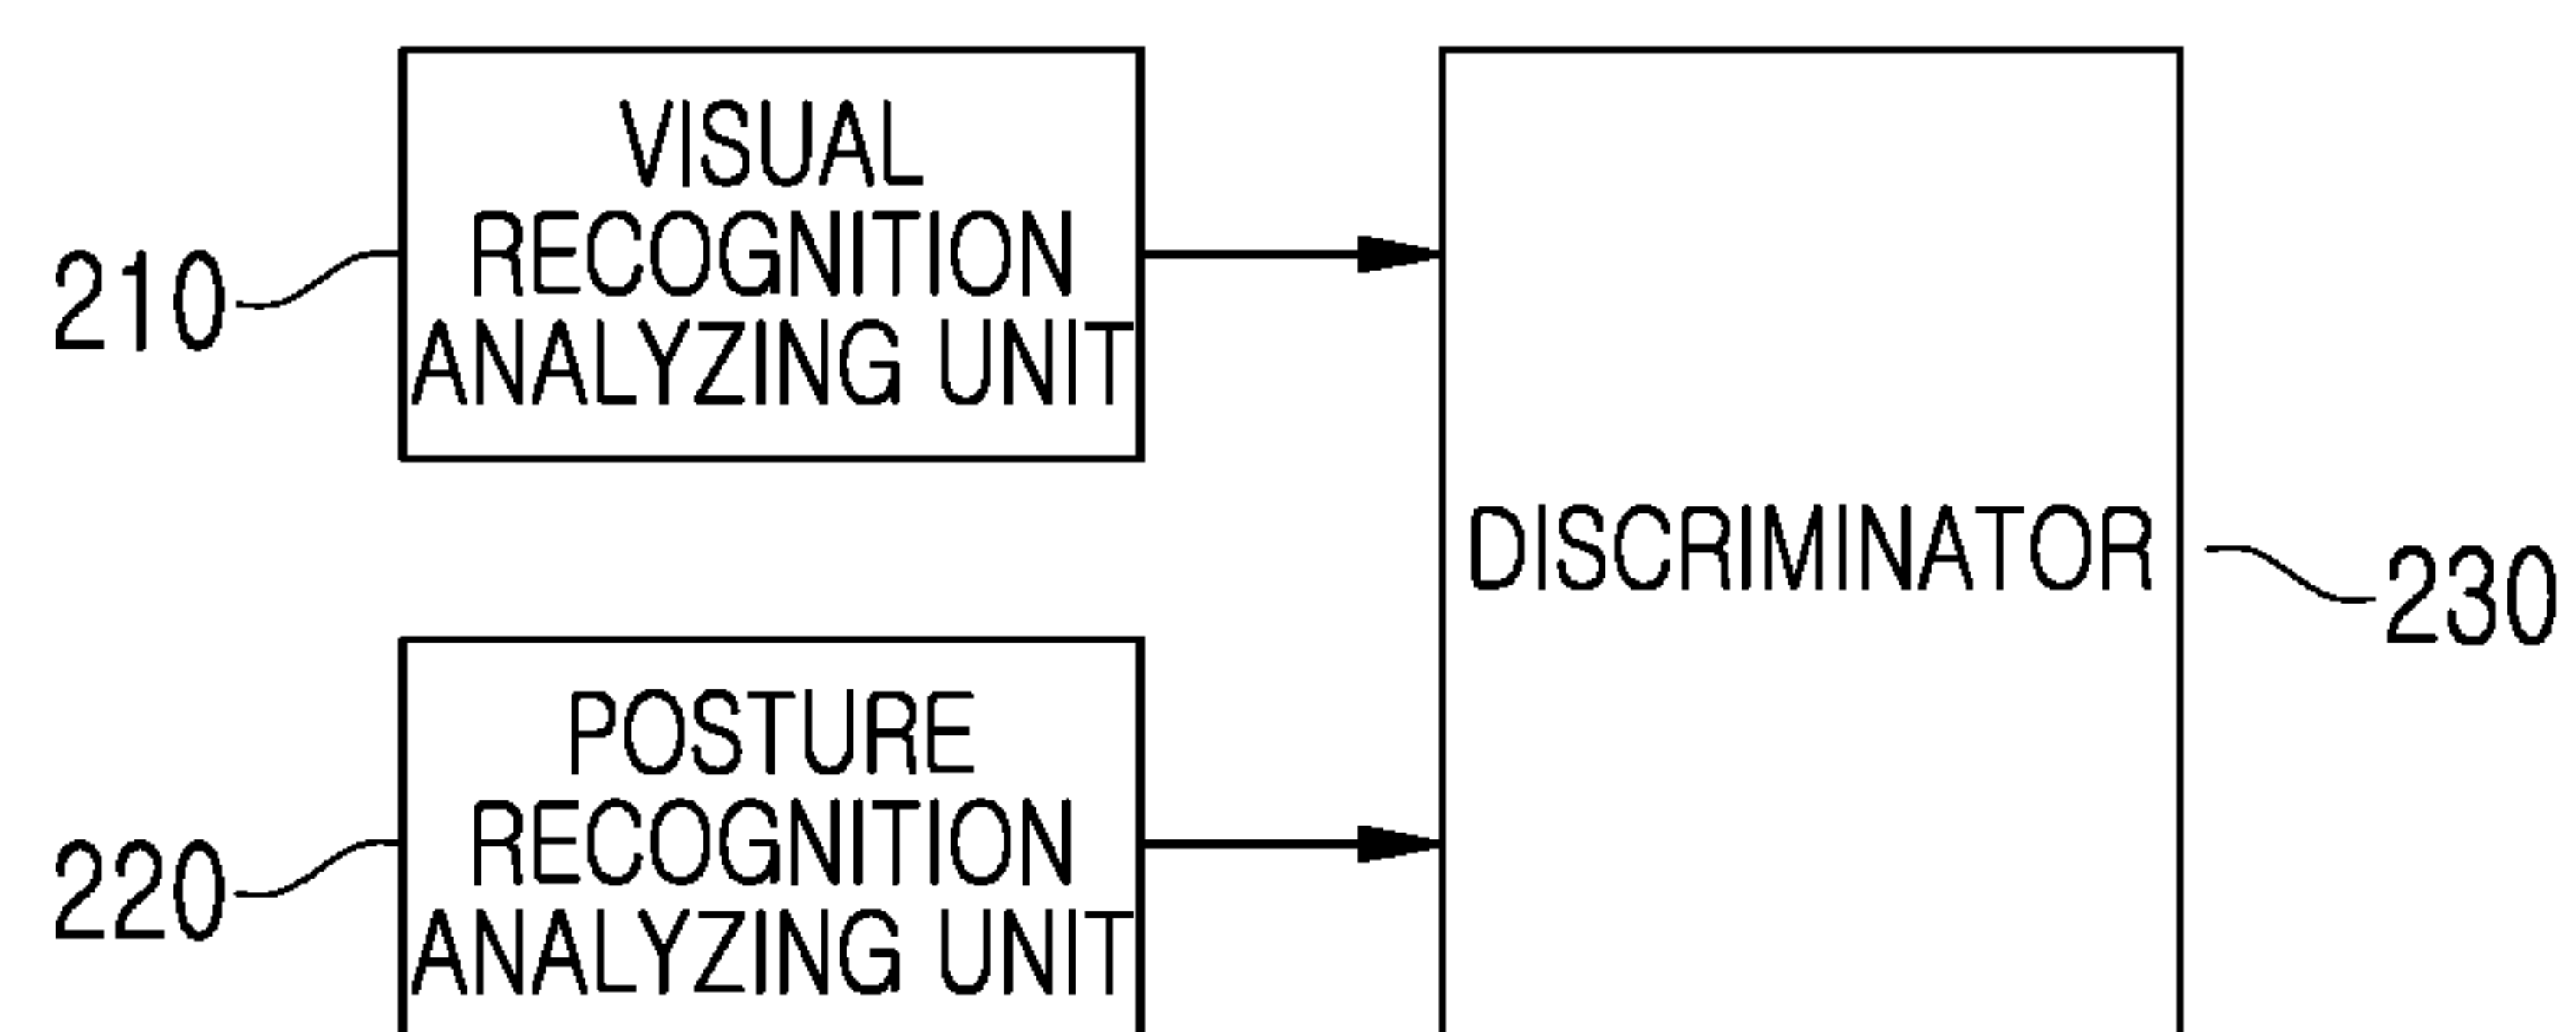 VISUAL
RECOGNITION
ANALYZING UNIT
210
DISCRIMINATOR
230
POSTURE
RECOGNITION
ANALYZING UNIT
220